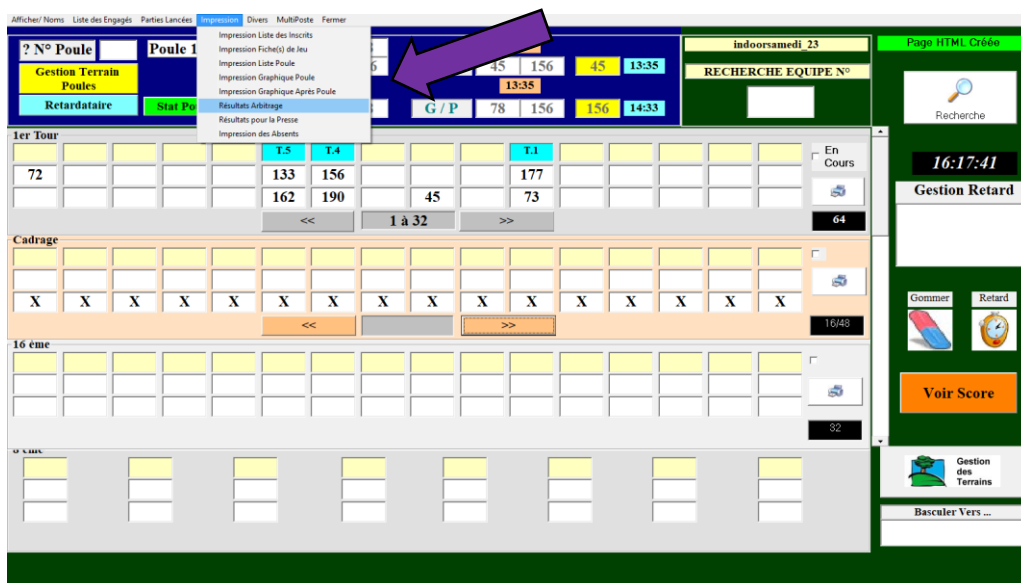 Afficher/ Noms Liste des Engagés Parties Lancées Impression Divers MultiPoste Fermer
Impression Liste des Inscrits
Impression Fiche(s) de Jeu
Impression Liste Poule
Impression Graphique Poule
Impression Graphique Après Poule
Résultats Arbitrage
Résultats pour la Presse
Impression des Absents
? N° Poule Poule 1
Gestion Terrain
Poules
Retardataire Stat Po
45 156 45 13:35
13:35
G / P 78 156 156 14:33
indoorsamedi_23
RECHERCHE EQUIPE N°
Page HTML Créée
Recherche
16:17:41
Gestion Retard
1er Tour
T.5 T.4 T.1
En
Cours
72 133 156 177
162 190 45 73
<< 1 à 32 >> 64
Cadrage
X X X X X X X X X X X X X X X X
<< >> 16/48
Gommer Retard
16 ème
32
Voir Score
8 ème
Gestion
des
Terrains
Basculer Vers ...